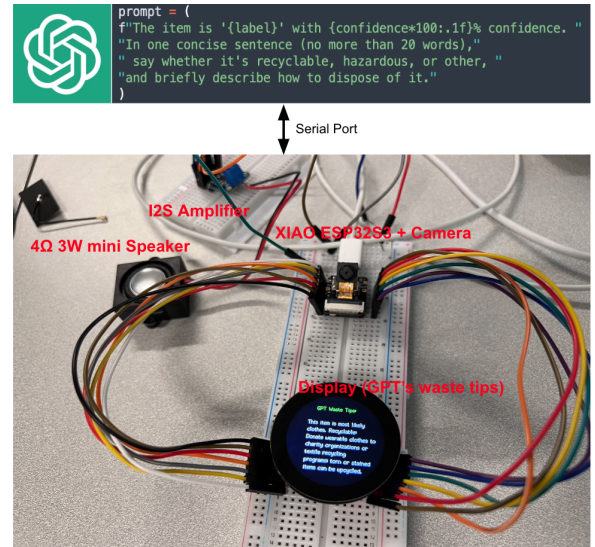 prompt = (
f"The item is '{label}' with {confidence*100:.1f}% confidence. "
"In one concise sentence (no more than 20 words),"
" say whether it's recyclable, hazardous, or other, "
"and briefly describe how to dispose of it."
)
Serial Port
I2S Amplifier
XIAO ESP32S3 + Camera
4Ω 3W mini Speaker
Display (GPT's waste tips)
GPT Waste Tips
This item is most likely
clothes. Recyclable
Donate wearable clothes to
charity organizations or
textile recycling
programs torn or stained
items can be upcycled.